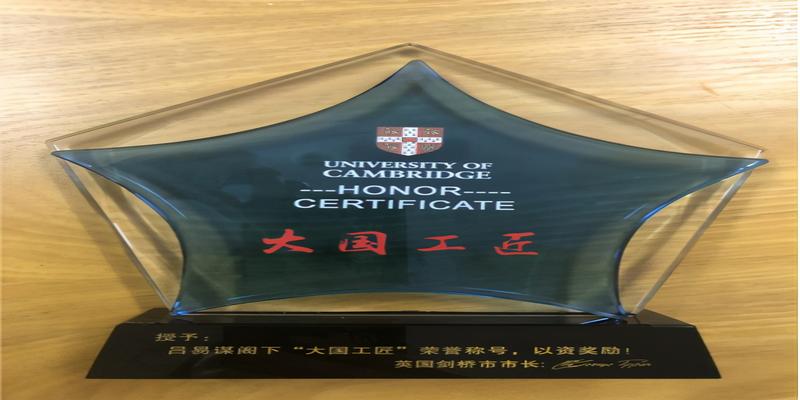 UNIVERSITY OF
CAMBRIDGE
---HONOR----
CERTIFICATE
大国工匠
授予：
吕易谋阁下“大国工匠”荣誉称号，以资奖励！
英国剑桥市市长: